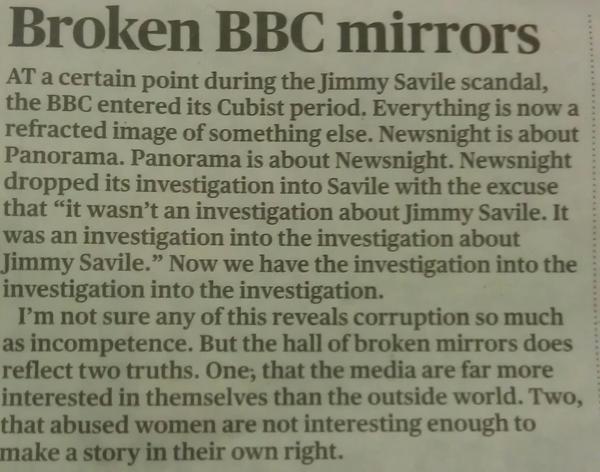 Broken BBC mirrors
AT a certain point during the Jimmy Savile scandal,
the BBC entered its Cubist period. Everything is now a
refracted image of something else. Newsnight is about
Panorama. Panorama is about Newsnight. Newsnight
dropped its investigation into Savile with the excuse
that “it wasn’t an investigation about Jimmy Savile. It
was an investigation into the investigation about
Jimmy Savile.” Now we have the investigation into the
investigation into the investigation.
I’m not sure any of this reveals corruption so much
as incompetence. But the hall of broken mirrors does
reflect two truths. One, that the media are far more
interested in themselves than the outside world. Two,
that abused women are not interesting enough to
make a story in their own right.